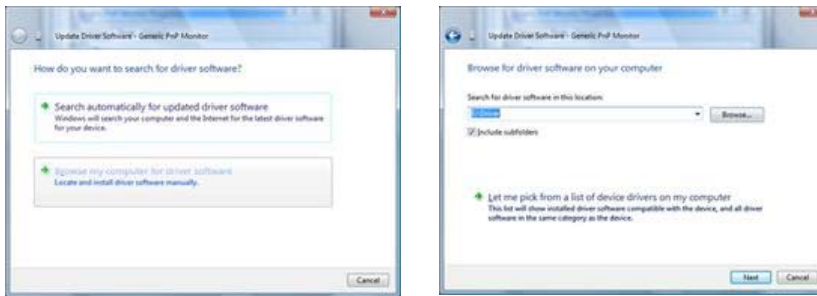 Update Driver Software - Generic PnP Monitor
How do you want to search for driver software?
Search automatically for updated driver software
Windows will search your computer and the Internet for the latest driver software
for your device.
Browse my computer for driver software
Locate and install driver software manually.
Cancel
Update Driver Software - Generic PnP Monitor
Browse for driver software on your computer
Search for driver software in this location:
Browse...
Include subfolders
Let me pick from a list of device drivers on my computer
This list will show installed driver software compatible with the device, and all driver
software in the same category as the device.
Next
Cancel